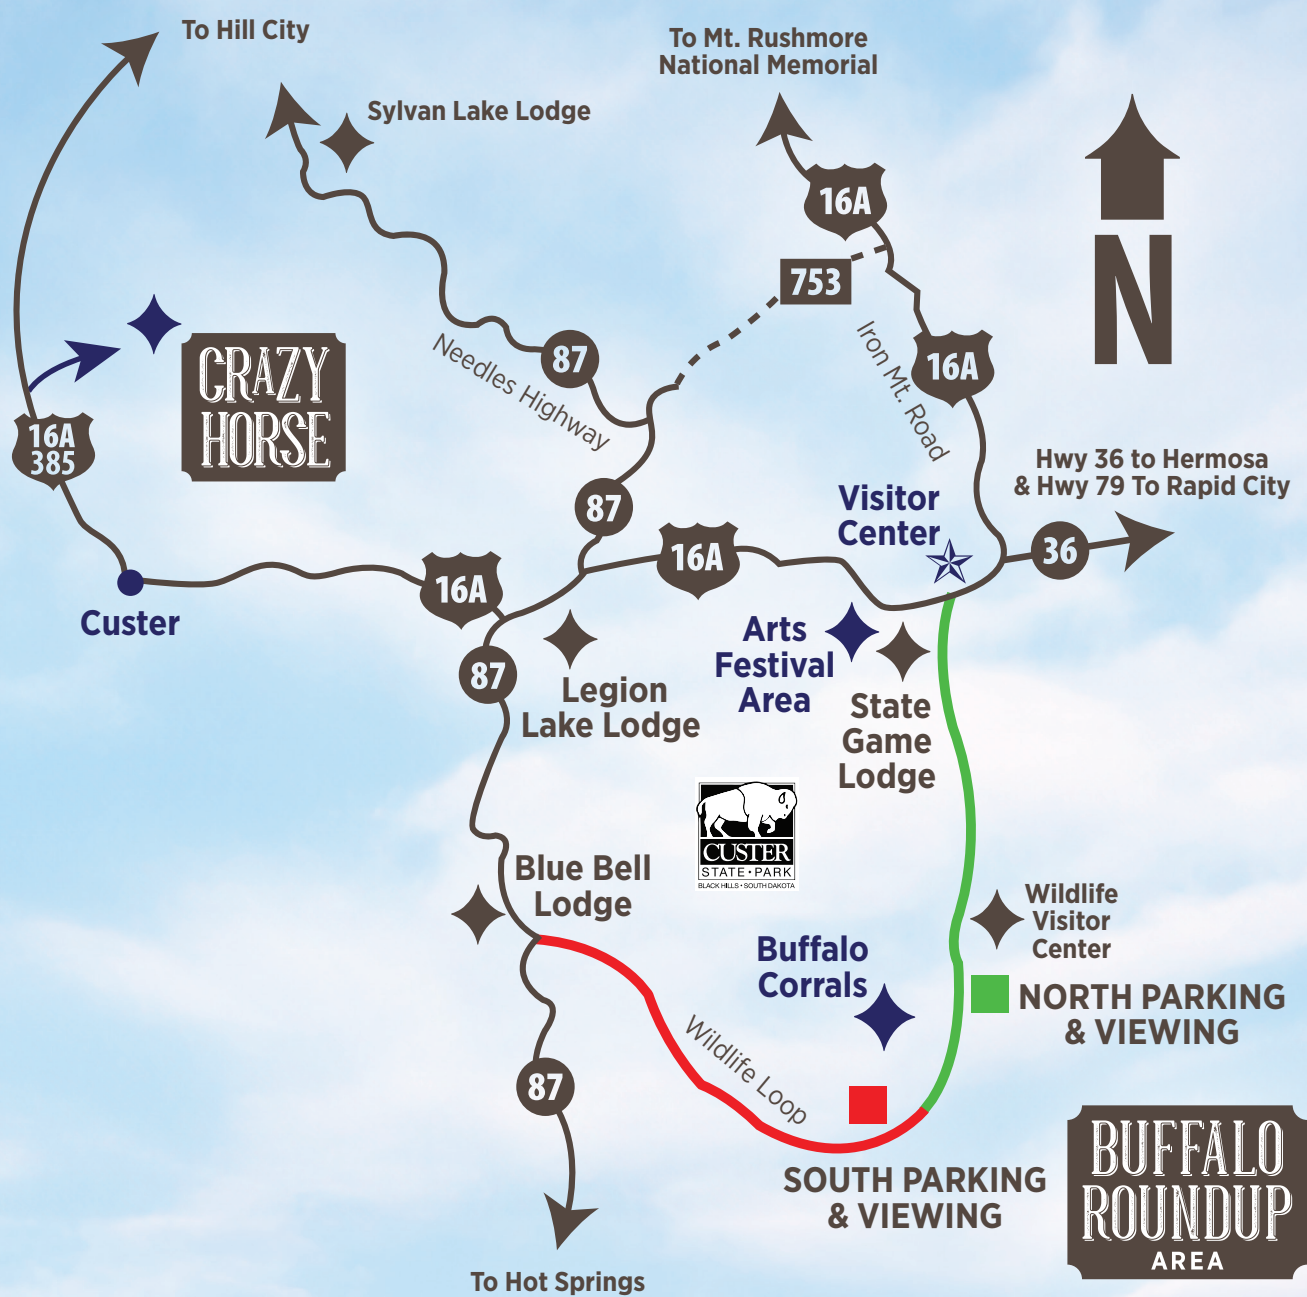 To Hill City
To Mt. Rushmore
National Memorial
Sylvan Lake Lodge
16A
753
N
Iron Mt. Road
16A
Needles Highway
87
CRAZY
HORSE
16A
385
Hwy 36 to Hermosa
& Hwy 79 To Rapid City
Visitor
Center
87
36
16A
16A
Custer
Arts
Festival
Area
87
Legion
Lake Lodge
State
Game
Lodge
CUSTER
STATE • PARK
BLACK HILLS • SOUTH DAKOTA
Blue Bell
Lodge
Wildlife
Visitor
Center
Buffalo
Corrals
NORTH PARKING
& VIEWING
Wildlife Loop
87
SOUTH PARKING
& VIEWING
BUFFALO
ROUNDUP
AREA
To Hot Springs